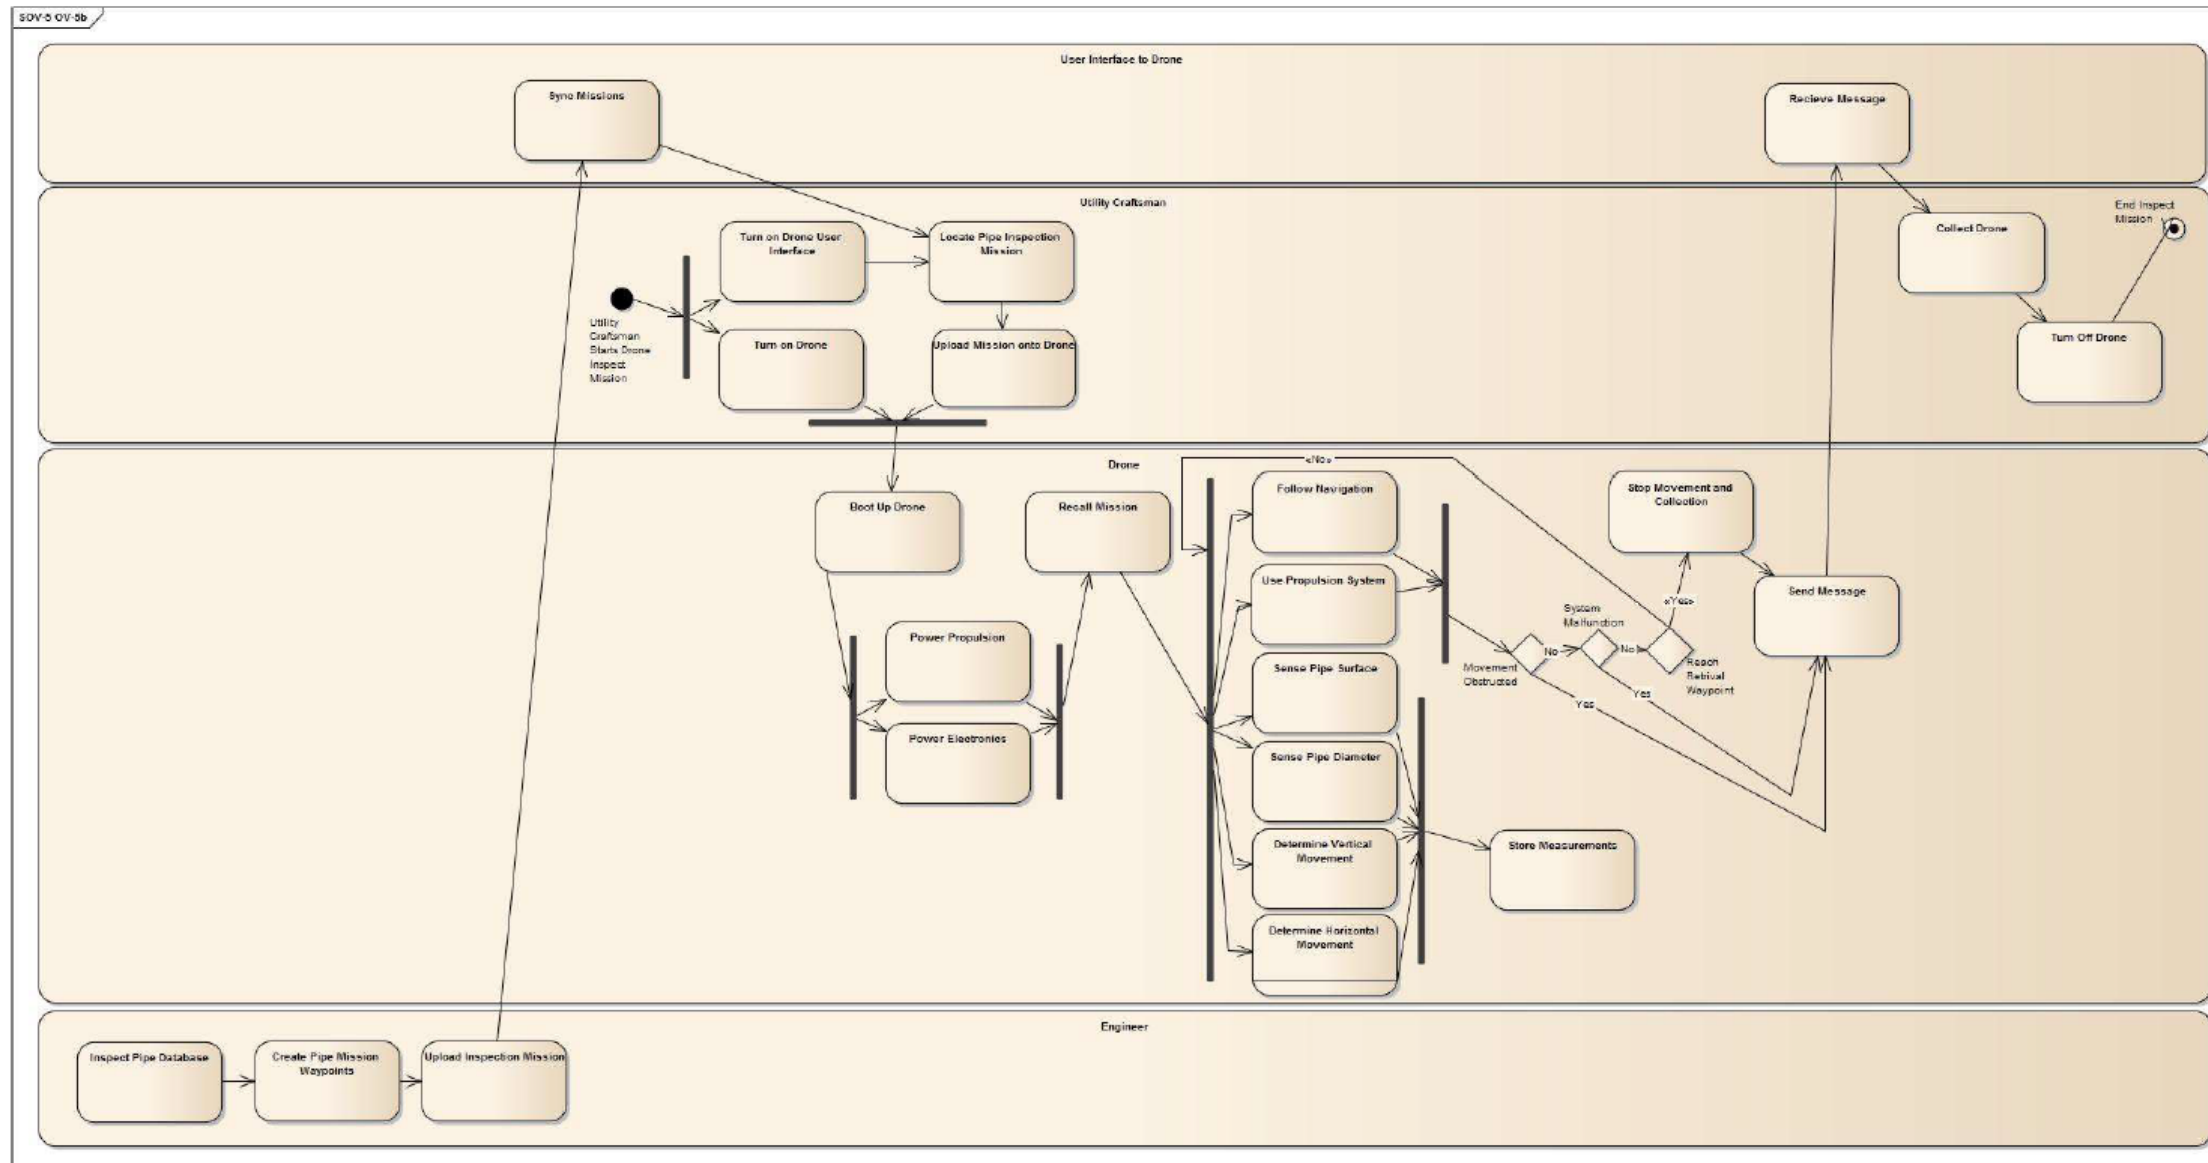 SOV-5 OV-5b
User Interface to Drone
Sync Missions
Recieve Message
Utility Craftsman
Turn on Drone User
Interface
Locate Pipe Inspection
Mission
Collect Drone
End Inspect
Mission
Utility
Craftsman
Starts Drone
Inspect
Mission
Turn on Drone
Upload Mission onto Drone
Turn Off Drone
Drone
«No»
Boot Up Drone
Recall Mission
Follow Navigation
Stop Movement and
Collection
Use Propulsion System
Send Message
«Yes»
System
Malfunction
Power Propulsion
No
No
Movement
Obstructed
Reach
Retrival
Waypoint
Sense Pipe Surface
Yes
Yes
Power Electronics
Sense Pipe Diameter
Determine Vertical
Movement
Store Measurements
Determine Horizontal
Movement
Engineer
Inspect Pipe Database
Create Pipe Mission
Waypoints
Upload Inspection Mission